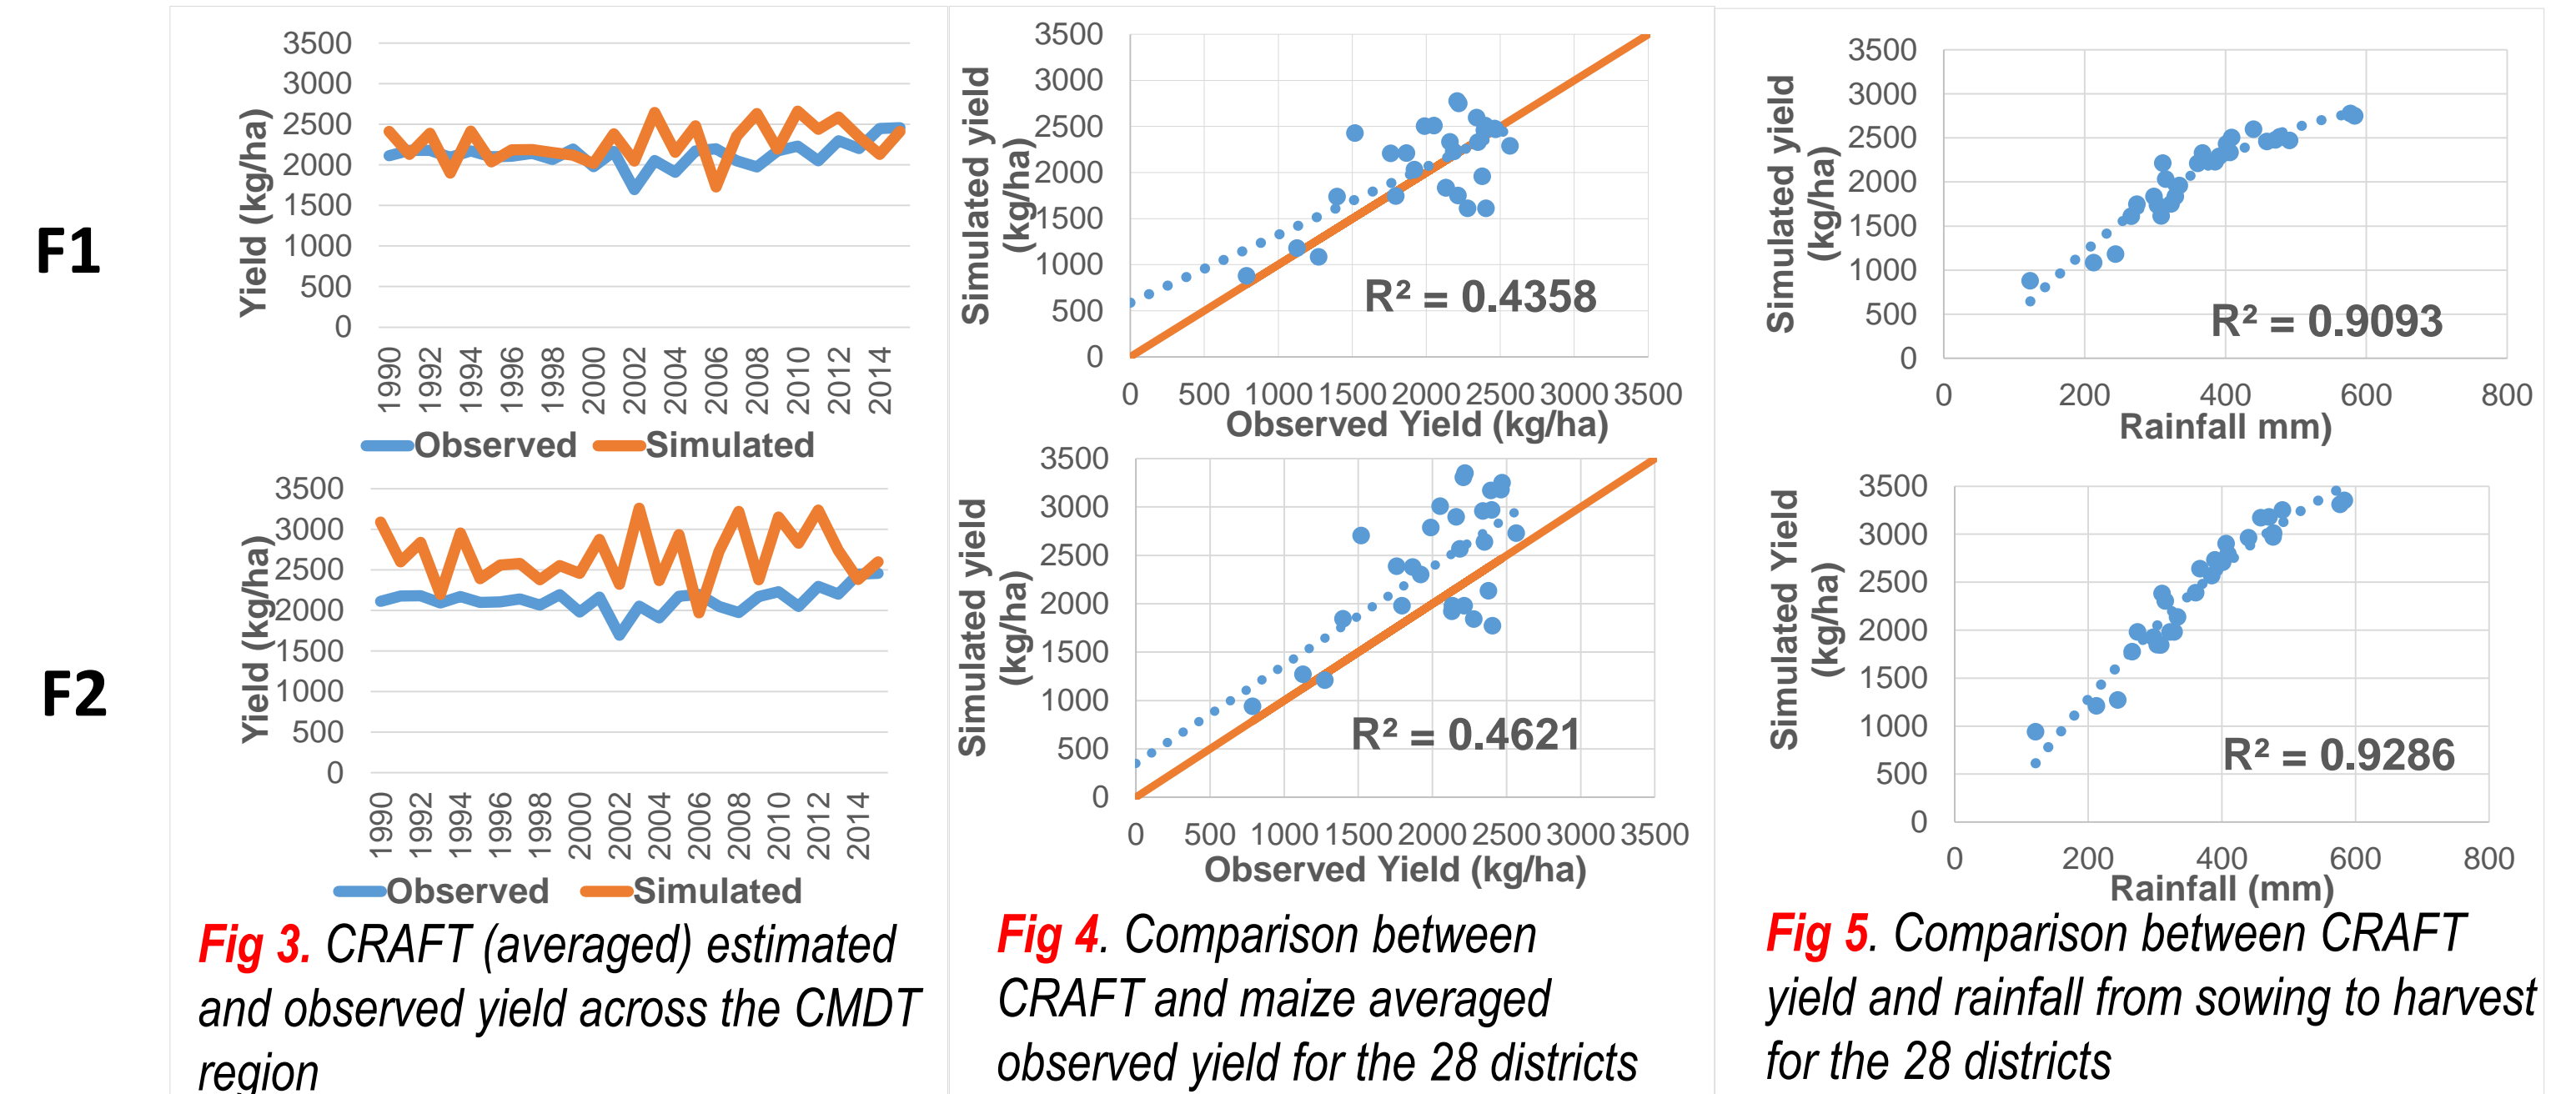 F1
3500
3000
2500
2000
1500
1000
500
0
Yield (kg/ha)
1990
1992
1994
1996
1998
2000
2002
2004
2006
2008
2010
2012
2014
Observed
Simulated
3500
3000
2500
2000
1500
1000
500
0
Simulated yield
(kg/ha)
R² = 0.4358
0 500 1000 1500 2000 2500 3000 3500
Observed Yield (kg/ha)
3500
3000
2500
2000
1500
1000
500
0
Simulated yield
(kg/ha)
R² = 0.9093
0 200 400 600 800
Rainfall mm)
F2
3500
3000
2500
2000
1500
1000
500
0
Yield (kg/ha)
1990
1992
1994
1996
1998
2000
2002
2004
2006
2008
2010
2012
2014
Observed
Simulated
3500
3000
2500
2000
1500
1000
500
0
Simulated yield
(kg/ha)
R² = 0.4621
0 500 1000 1500 2000 2500 3000 3500
Observed Yield (kg/ha)
3500
3000
2500
2000
1500
1000
500
0
Simulated Yield
(kg/ha)
R² = 0.9286
0 200 400 600 800
Rainfall (mm)
Fig 3. CRAFT (averaged) estimated
and observed yield across the CMDT
region
Fig 4. Comparison between
CRAFT and maize averaged
observed yield for the 28 districts
Fig 5. Comparison between CRAFT
yield and rainfall from sowing to harvest
for the 28 districts